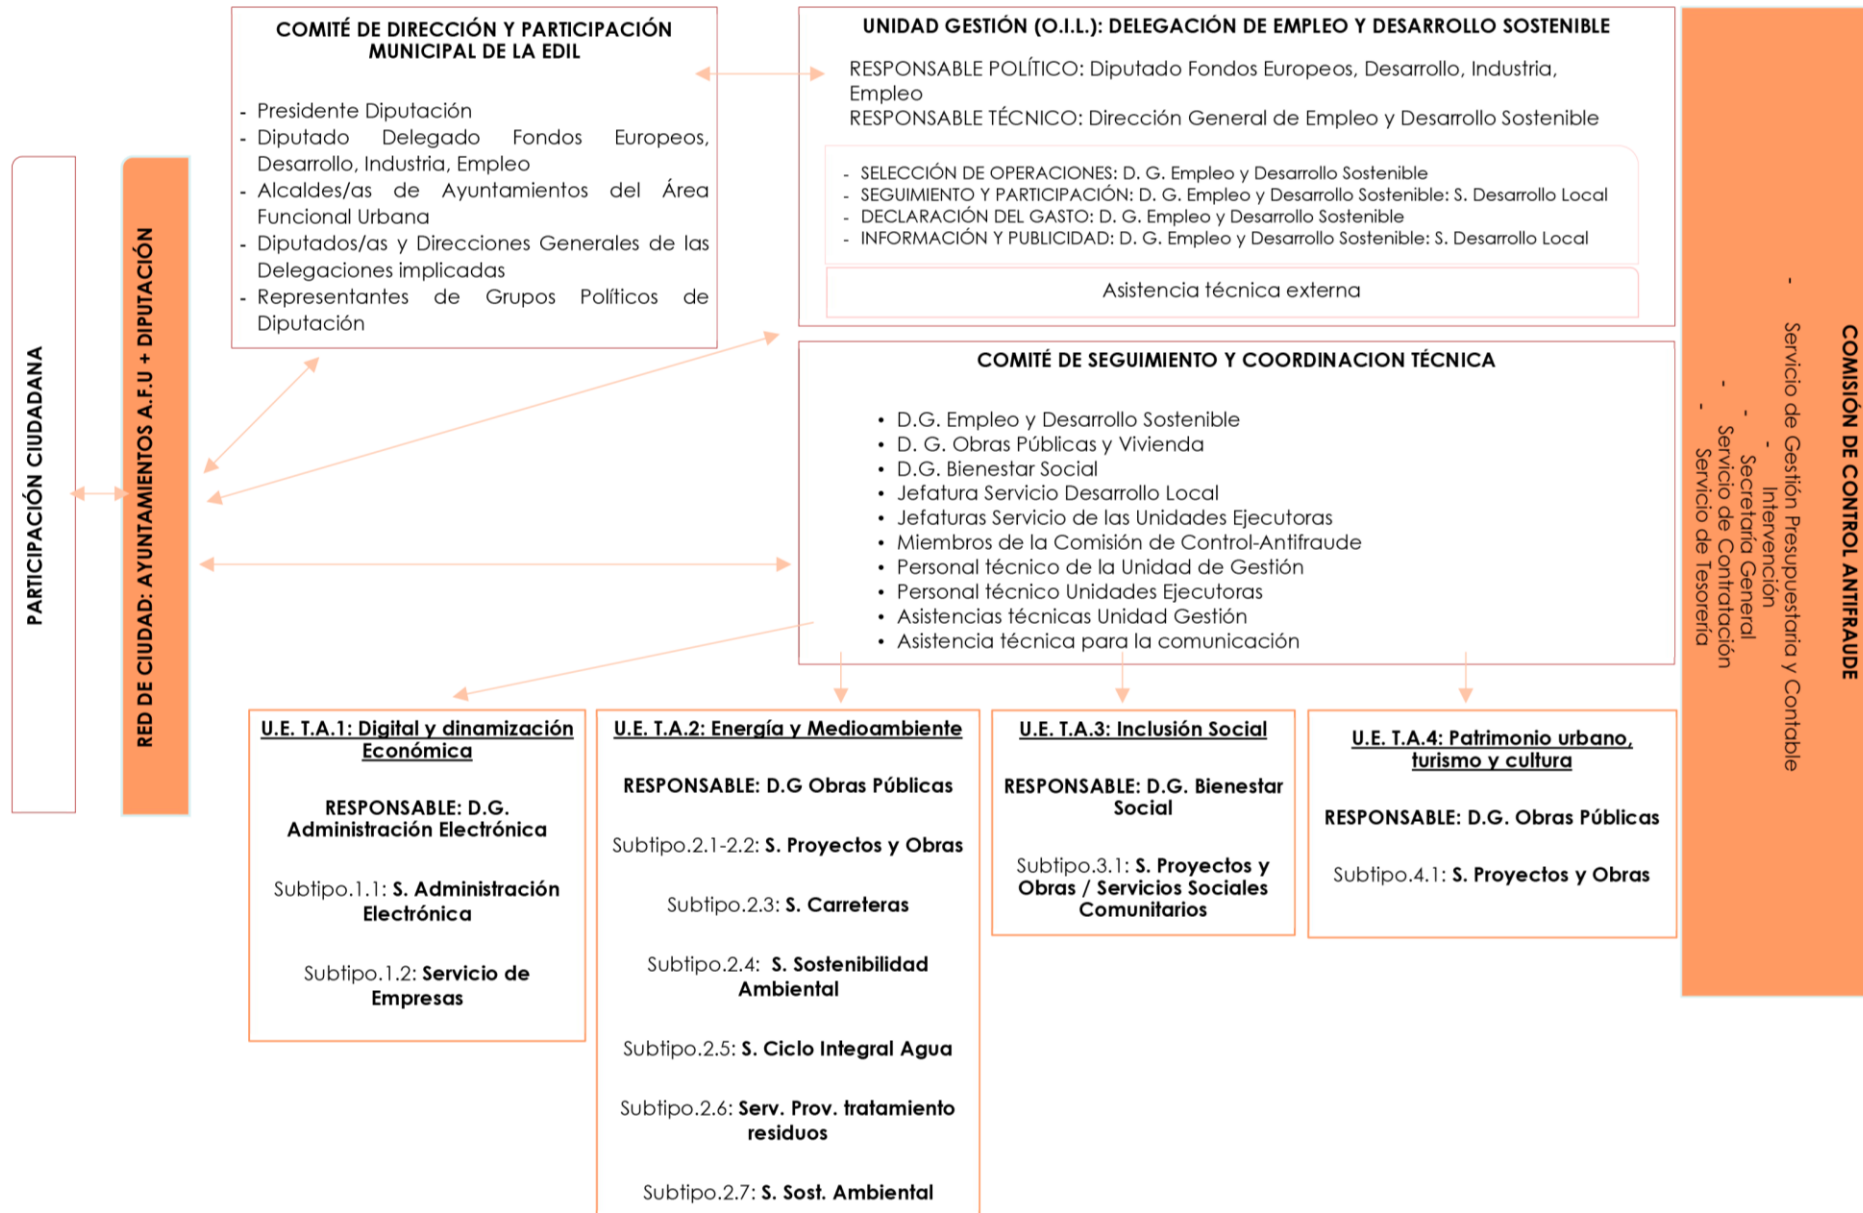 PARTICIPACIÓN CIUDADANA
RED DE CIUDAD: AYUNTAMIENTOS A.F.U + DIPUTACIÓN
COMITÉ DE DIRECCIÓN Y PARTICIPACIÓN
MUNICIPAL DE LA EDIL
- Presidente Diputación
- Diputado Delegado Fondos Europeos,
Desarrollo, Industria, Empleo
- Alcaldes/as de Ayuntamientos del Área
Funcional Urbana
- Diputados/as y Direcciones Generales de las
Delegaciones implicadas
- Representantes de Grupos Políticos de
Diputación
UNIDAD GESTIÓN (O.I.L.): DELEGACIÓN DE EMPLEO Y DESARROLLO SOSTENIBLE
RESPONSABLE POLÍTICO: Diputado Fondos Europeos, Desarrollo, Industria,
Empleo
RESPONSABLE TÉCNICO: Dirección General de Empleo y Desarrollo Sostenible
- SELECCIÓN DE OPERACIONES: D. G. Empleo y Desarrollo Sostenible
- SEGUIMIENTO Y PARTICIPACIÓN: D. G. Empleo y Desarrollo Sostenible: S. Desarrollo Local
- DECLARACIÓN DEL GASTO: D. G. Empleo y Desarrollo Sostenible
- INFORMACIÓN Y PUBLICIDAD: D. G. Empleo y Desarrollo Sostenible: S. Desarrollo Local
Asistencia técnica externa
COMITÉ DE SEGUIMIENTO Y COORDINACION TÉCNICA
• D.G. Empleo y Desarrollo Sostenible
• D. G. Obras Públicas y Vivienda
• D.G. Bienestar Social
• Jefatura Servicio Desarrollo Local
• Jefaturas Servicio de las Unidades Ejecutoras
• Miembros de la Comisión de Control-Antifraude
• Personal técnico de la Unidad de Gestión
• Personal técnico Unidades Ejecutoras
• Asistencias técnicas Unidad Gestión
• Asistencia técnica para la comunicación
COMISIÓN DE CONTROL ANTIFRAUDE
- Servicio de Gestión Presupuestaria y Contable
- Intervención
- Secretaría General
- Servicio de Contratación
- Servicio de Tesorería
U.E. T.A.1: Digital y dinamización
Económica
RESPONSABLE: D.G.
Administración Electrónica
Subtipo.1.1: S. Administración
Electrónica
Subtipo.1.2: Servicio de
Empresas
U.E. T.A.2: Energía y Medioambiente
RESPONSABLE: D.G Obras Públicas
Subtipo.2.1-2.2: S. Proyectos y Obras
Subtipo.2.3: S. Carreteras
Subtipo.2.4: S. Sostenibilidad
Ambiental
Subtipo.2.5: S. Ciclo Integral Agua
Subtipo.2.6: Serv. Prov. tratamiento
residuos
Subtipo.2.7: S. Sost. Ambiental
U.E. T.A.3: Inclusión Social
RESPONSABLE: D.G. Bienestar
Social
Subtipo.3.1: S. Proyectos y
Obras / Servicios Sociales
Comunitarios
U.E. T.A.4: Patrimonio urbano,
turismo y cultura
RESPONSABLE: D.G. Obras Públicas
Subtipo.4.1: S. Proyectos y Obras